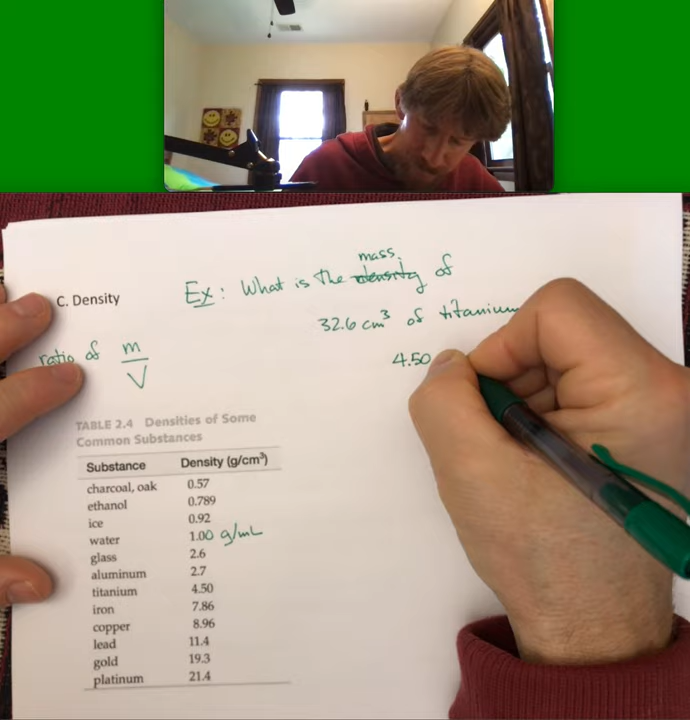 Ex: What is the mass density of
C. Density
32.6 cm³ of titanium
ratio of m/V
4.50
TABLE 2.4 Densities of Some
Common Substances
Substance Density (g/cm³)
charcoal, oak 0.57
ethanol 0.789
ice 0.92
water 1.00 g/mL
glass 2.6
aluminum 2.7
titanium 4.50
iron 7.86
copper 8.96
lead 11.4
gold 19.3
platinum 21.4